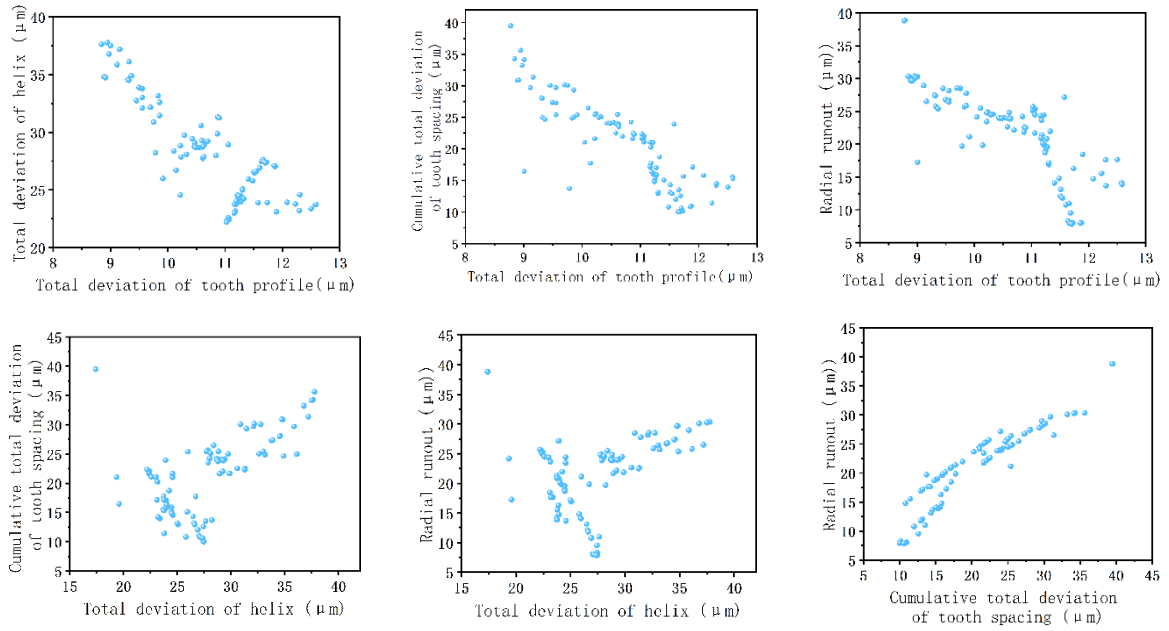 Total deviation of helix (μm)
40
35
30
25
20
8 9 10 11 12 13
Total deviation of tooth profile(μm)
Cumulative total deviation
of tooth spacing (μm)
40
35
30
25
20
15
10
5
8 9 10 11 12 13
Total deviation of tooth profile(μm)
Radial runout (μm))
40
35
30
25
20
15
10
5
8 9 10 11 12 13
Total deviation of tooth profile(μm)
Cumulative total deviation
of tooth spacing (μm)
45
40
35
30
25
20
15
10
5
15 20 25 30 35 40
Total deviation of helix (μm)
Radial runout (μm))
45
40
35
30
25
20
15
10
5
15 20 25 30 35 40
Total deviation of helix (μm)
Radial runout (μm))
45
40
35
30
25
20
15
10
5
5 10 15 20 25 30 35 40 45
Cumulative total deviation
of tooth spacing (μm)